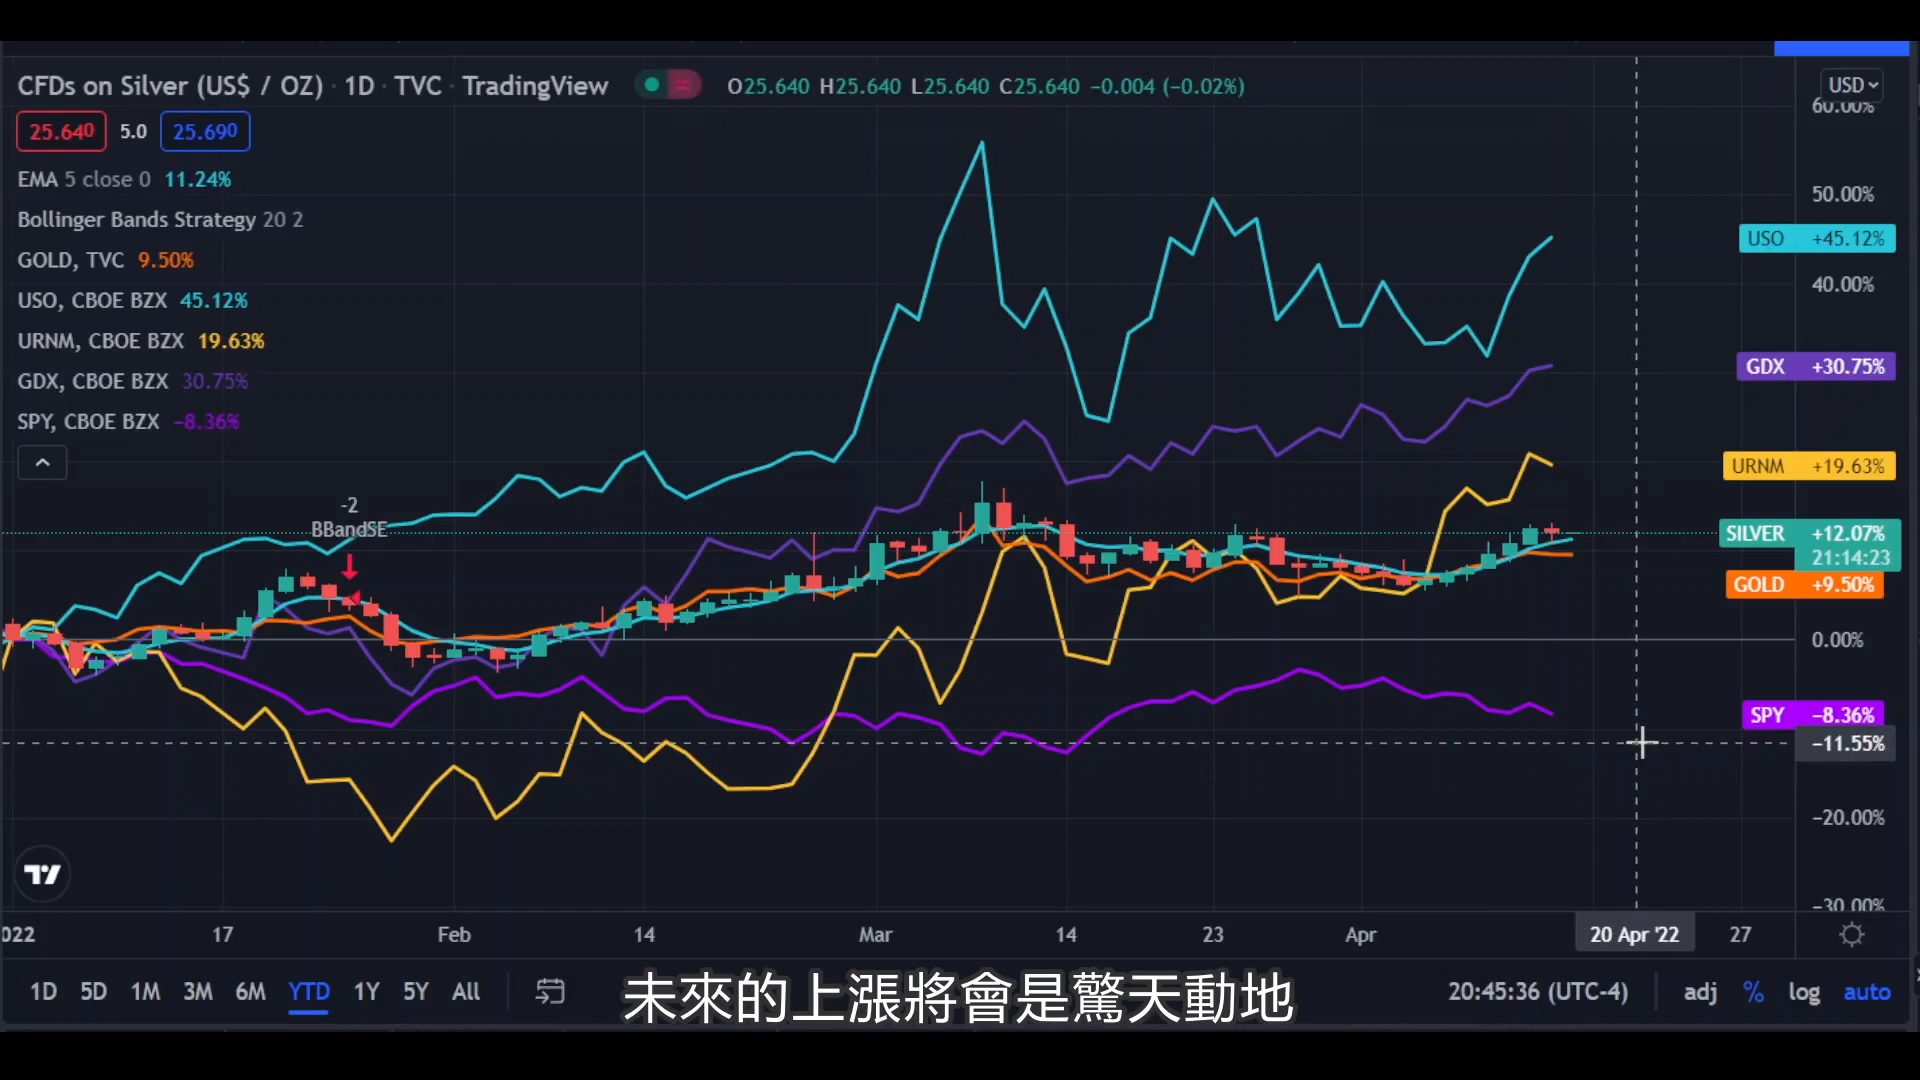 CFDs on Silver (US$ / OZ) · 1D · TVC · TradingView
O25.640 H25.640 L25.640 C25.640 −0.004 (−0.02%)
USD
25.640 5.0 25.690
EMA 5 close 0 11.24%
Bollinger Bands Strategy 20 2
GOLD, TVC 9.50%
USO, CBOE BZX 45.12%
URNM, CBOE BZX 19.63%
GDX, CBOE BZX 30.75%
SPY, CBOE BZX −8.36%
-2
BBandSE
60.00%
50.00%
USO +45.12%
40.00%
GDX +30.75%
URNM +19.63%
SILVER +12.07%
21:14:23
GOLD +9.50%
0.00%
SPY −8.36%
−11.55%
−20.00%
−30.00%
022 17 Feb 14 Mar 14 23 Apr 20 Apr '22 27
1D 5D 1M 3M 6M YTD 1Y 5Y All
20:45:36 (UTC-4) adj % log auto
未來的上漲將會是驚天動地